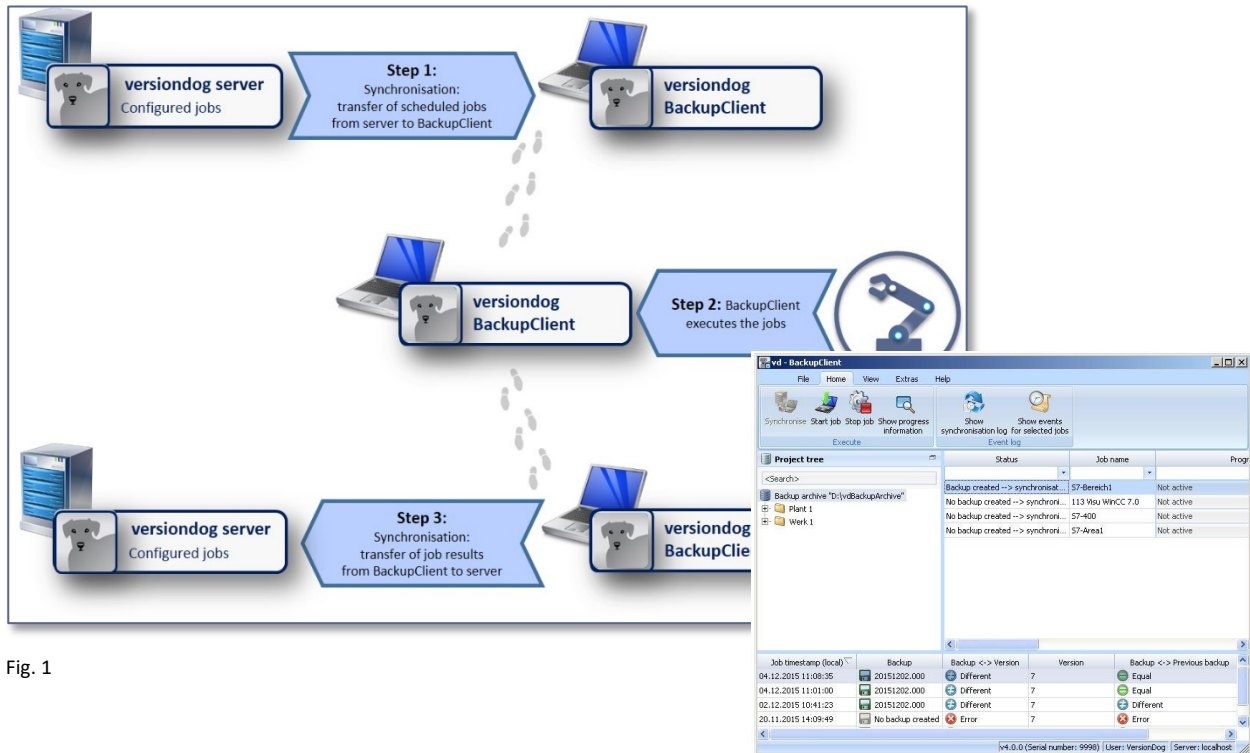 versiondog server
Configured jobs
Step 1:
Synchronisation:
transfer of scheduled jobs
from server to BackupClient
versiondog
BackupClient
versiondog
BackupClient
Step 2: BackupClient
executes the jobs
versiondog server
Configured jobs
Step 3:
Synchronisation:
transfer of job results
from BackupClient to server
versiondog
BackupClie
vd - BackupClient
File Home View Extras Help
Synchronise Start job Stop job Show progress information Show synchronisation log Show events for selected jobs
Execute Event log
Project tree
<Search>
Backup archive "D:\vdBackupArchive"
Plant 1
Werk 1
Status Job name Progr
Backup created --> synchronisat... S7-Bereich1 Not active
No backup created --> synchroni... 113 Visu WinCC 7.0 Not active
No backup created --> synchroni... S7-400 Not active
No backup created --> synchroni... S7-Area1 Not active
Job timestamp (local) Backup Backup <-> Version Version Backup <-> Previous backup
04.12.2015 11:08:35 20151202.000 Different 7 Equal
04.12.2015 11:01:00 20151202.000 Different 7 Equal
02.12.2015 10:41:23 20151202.000 Different 7 Different
20.11.2015 14:09:49 No backup created Error 7 Error
v4.0.0 (Serial number: 9998) User: VersionDog Server: localhost
Fig. 1